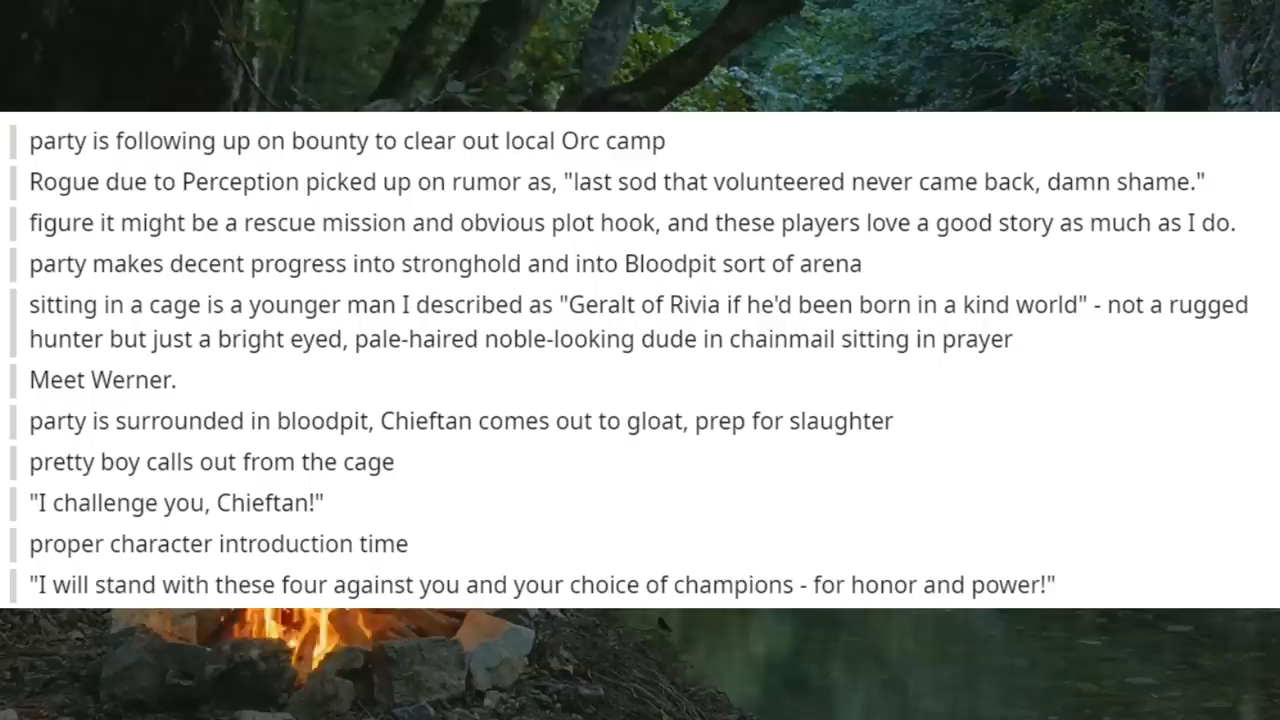 party is following up on bounty to clear out local Orc camp
Rogue due to Perception picked up on rumor as, "last sod that volunteered never came back, damn shame."
figure it might be a rescue mission and obvious plot hook, and these players love a good story as much as I do.
party makes decent progress into stronghold and into Bloodpit sort of arena
sitting in a cage is a younger man I described as "Geralt of Rivia if he'd been born in a kind world" - not a rugged
hunter but just a bright eyed, pale-haired noble-looking dude in chainmail sitting in prayer
Meet Werner.
party is surrounded in bloodpit, Chieftan comes out to gloat, prep for slaughter
pretty boy calls out from the cage
"I challenge you, Chieftan!"
proper character introduction time
"I will stand with these four against you and your choice of champions - for honor and power!"